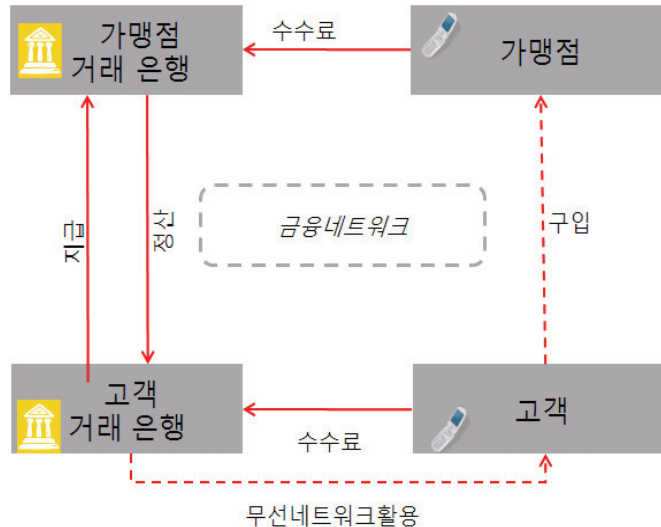 가맹점
거래 은행
수수료
가맹점
지급
정산
금융네트워크
구입
고객
거래 은행
수수료
고객
무선네트워크활용